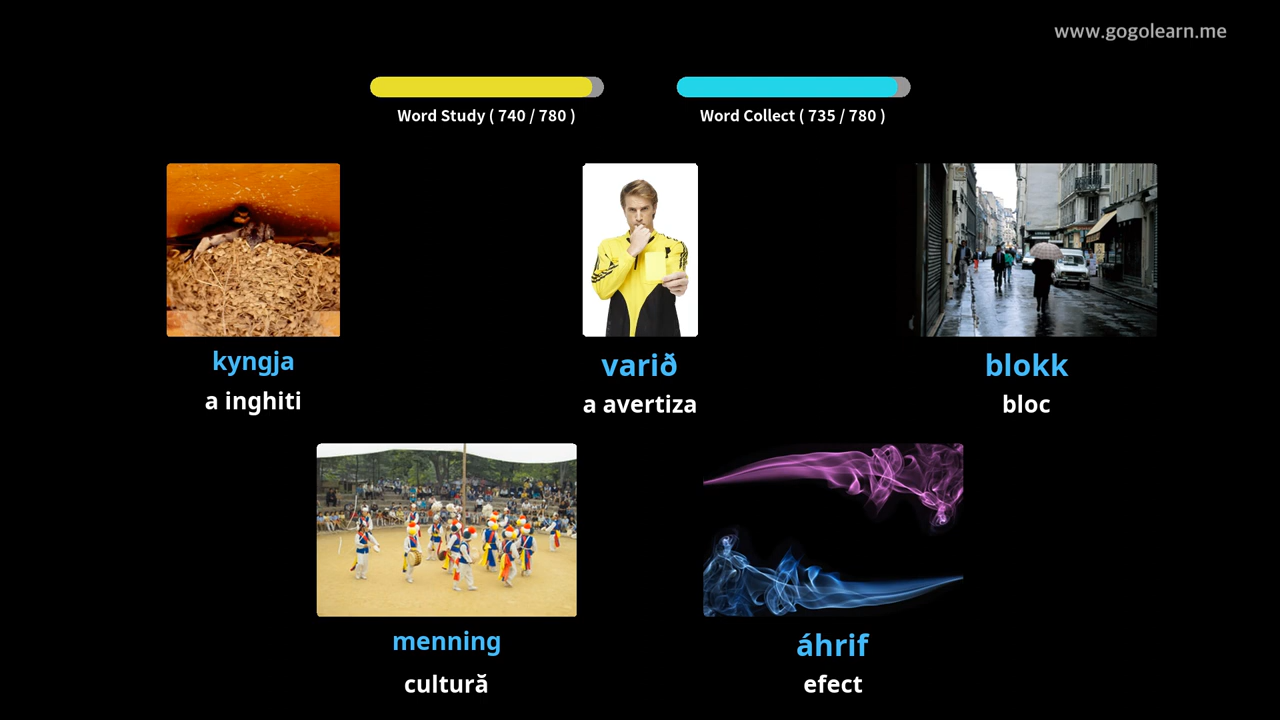 www.gogolearn.me
Word Study ( 740 / 780 )
Word Collect ( 735 / 780 )
kyngja
a inghiti
varið
a avertiza
blokk
bloc
menning
cultură
áhrif
efect